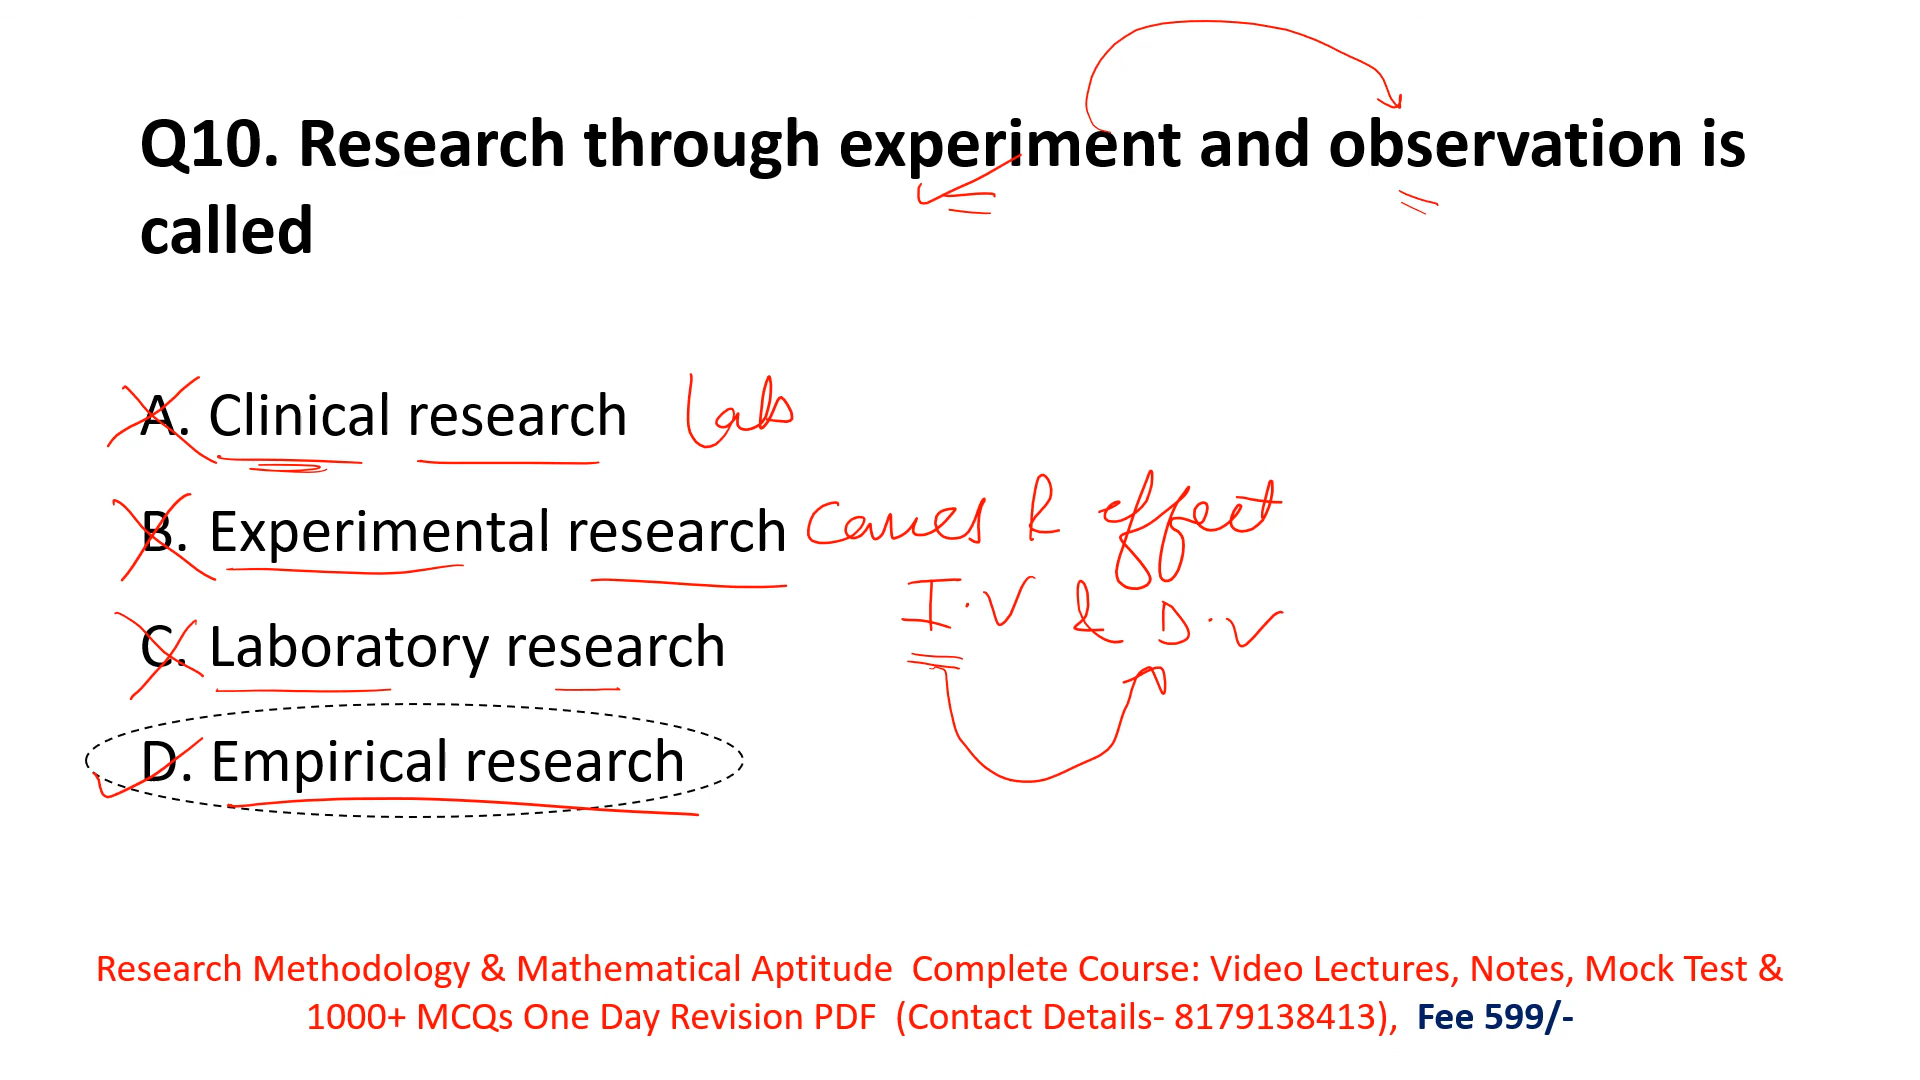 Q10. Research through experiment and observation is
called
A. Clinical research Lab
B. Experimental research Causes & effect
I.V & D.V
C. Laboratory research
D. Empirical research
Research Methodology & Mathematical Aptitude Complete Course: Video Lectures, Notes, Mock Test &
1000+ MCQs One Day Revision PDF (Contact Details- 8179138413), Fee 599/-